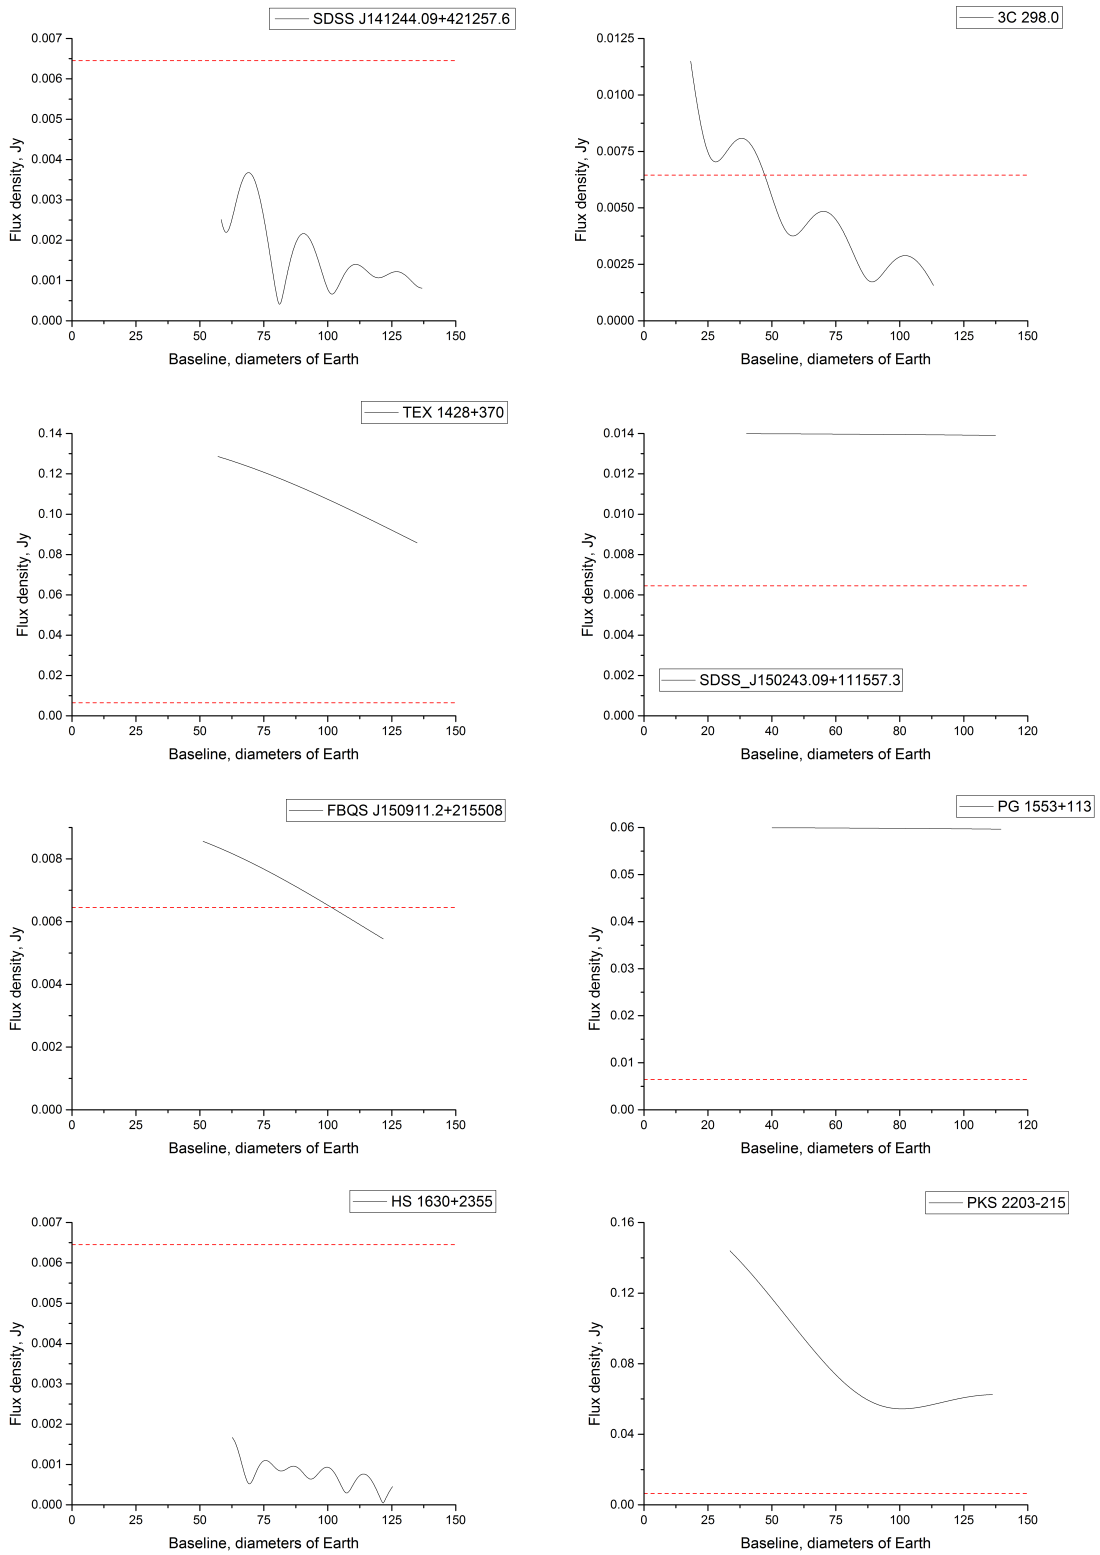 SDSS J141244.09+421257.6
0.007
0.006
0.005
0.004
0.003
0.002
0.001
0.000
Flux density, Jy
0 25 50 75 100 125 150
Baseline, diameters of Earth
3C 298.0
0.0125
0.0100
0.0075
0.0050
0.0025
0.0000
Flux density, Jy
0 25 50 75 100 125 150
Baseline, diameters of Earth
TEX 1428+370
0.14
0.12
0.10
0.08
0.06
0.04
0.02
0.00
Flux density, Jy
0 25 50 75 100 125 150
Baseline, diameters of Earth
0.014
0.012
0.010
0.008
0.006
0.004
0.002
0.000
Flux density, Jy
SDSS_J150243.09+111557.3
0 20 40 60 80 100 120
Baseline, diameters of Earth
FBQS J150911.2+215508
0.008
0.006
0.004
0.002
0.000
Flux density, Jy
0 25 50 75 100 125 150
Baseline, diameters of Earth
PG 1553+113
0.06
0.05
0.04
0.03
0.02
0.01
0.00
Flux density, Jy
0 20 40 60 80 100 120
Baseline, diameters of Earth
HS 1630+2355
0.007
0.006
0.005
0.004
0.003
0.002
0.001
0.000
Flux density, Jy
0 25 50 75 100 125 150
Baseline, diameters of Earth
PKS 2203-215
0.16
0.12
0.08
0.04
0.00
Flux density, Jy
0 25 50 75 100 125 150
Baseline, diameters of Earth